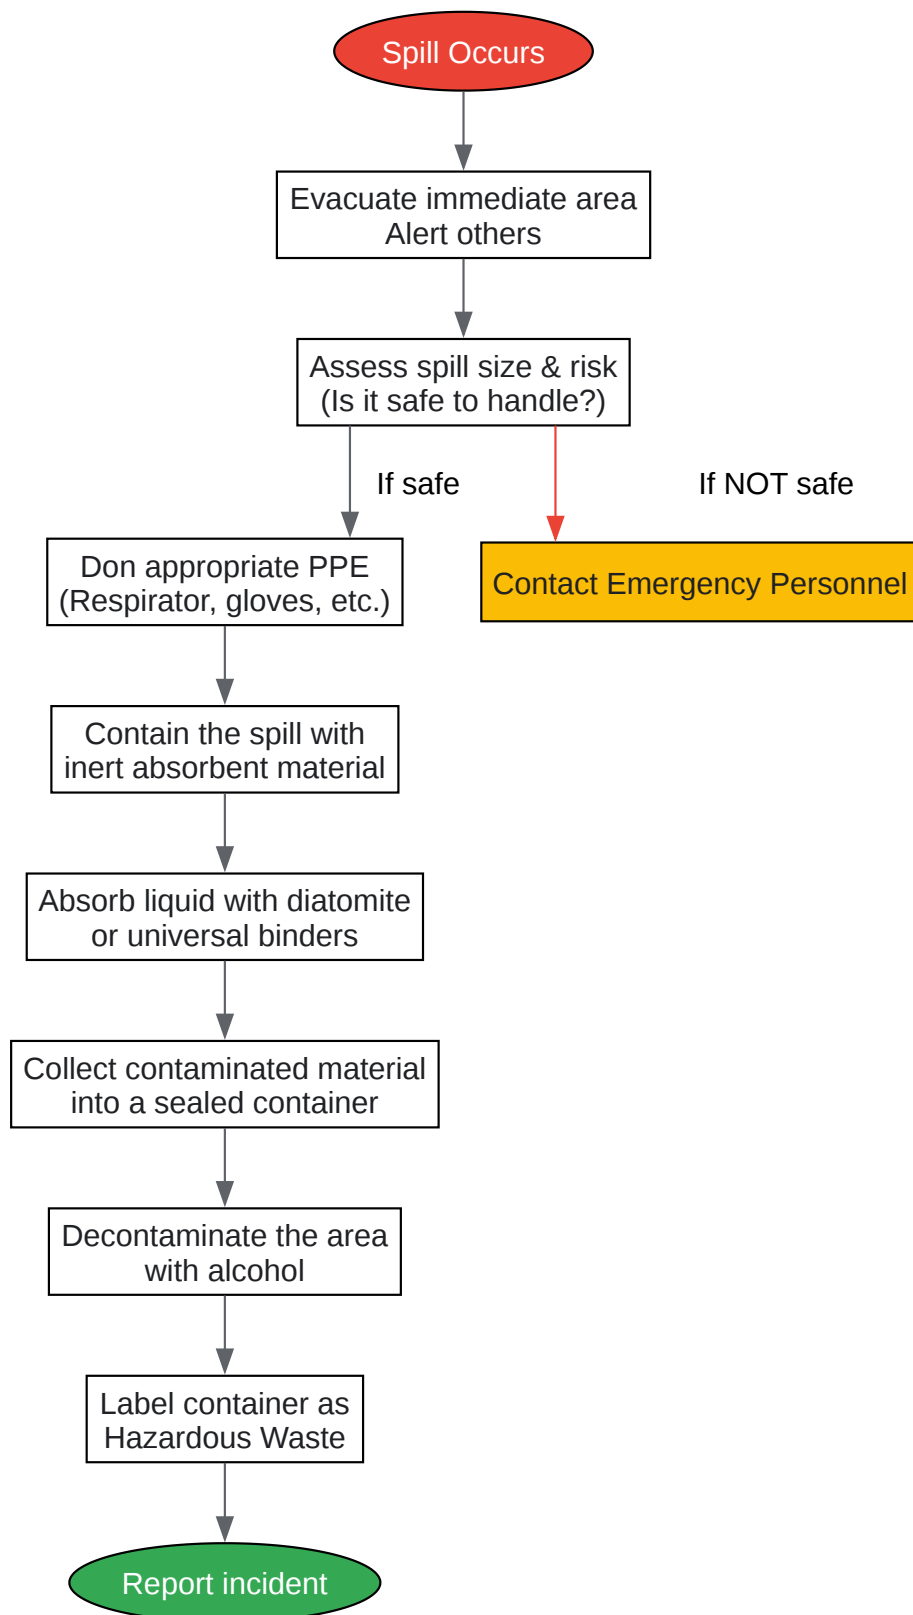 Spill Occurs
Evacuate immediate area
Alert others
Assess spill size & risk
(Is it safe to handle?)
If safe
If NOT safe
Don appropriate PPE
(Respirator, gloves, etc.)
Contact Emergency Personnel
Contain the spill with
inert absorbent material
Absorb liquid with diatomite
or universal binders
Collect contaminated material
into a sealed container
Decontaminate the area
with alcohol
Label container as
Hazardous Waste
Report incident